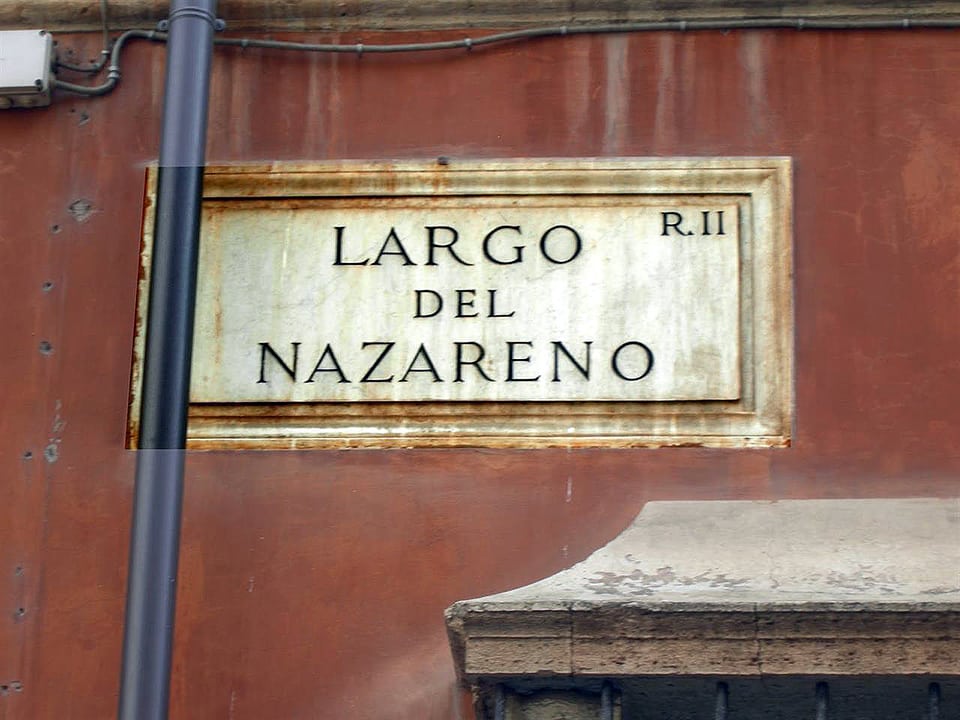 R. II
LARGO
DEL
NAZARENO